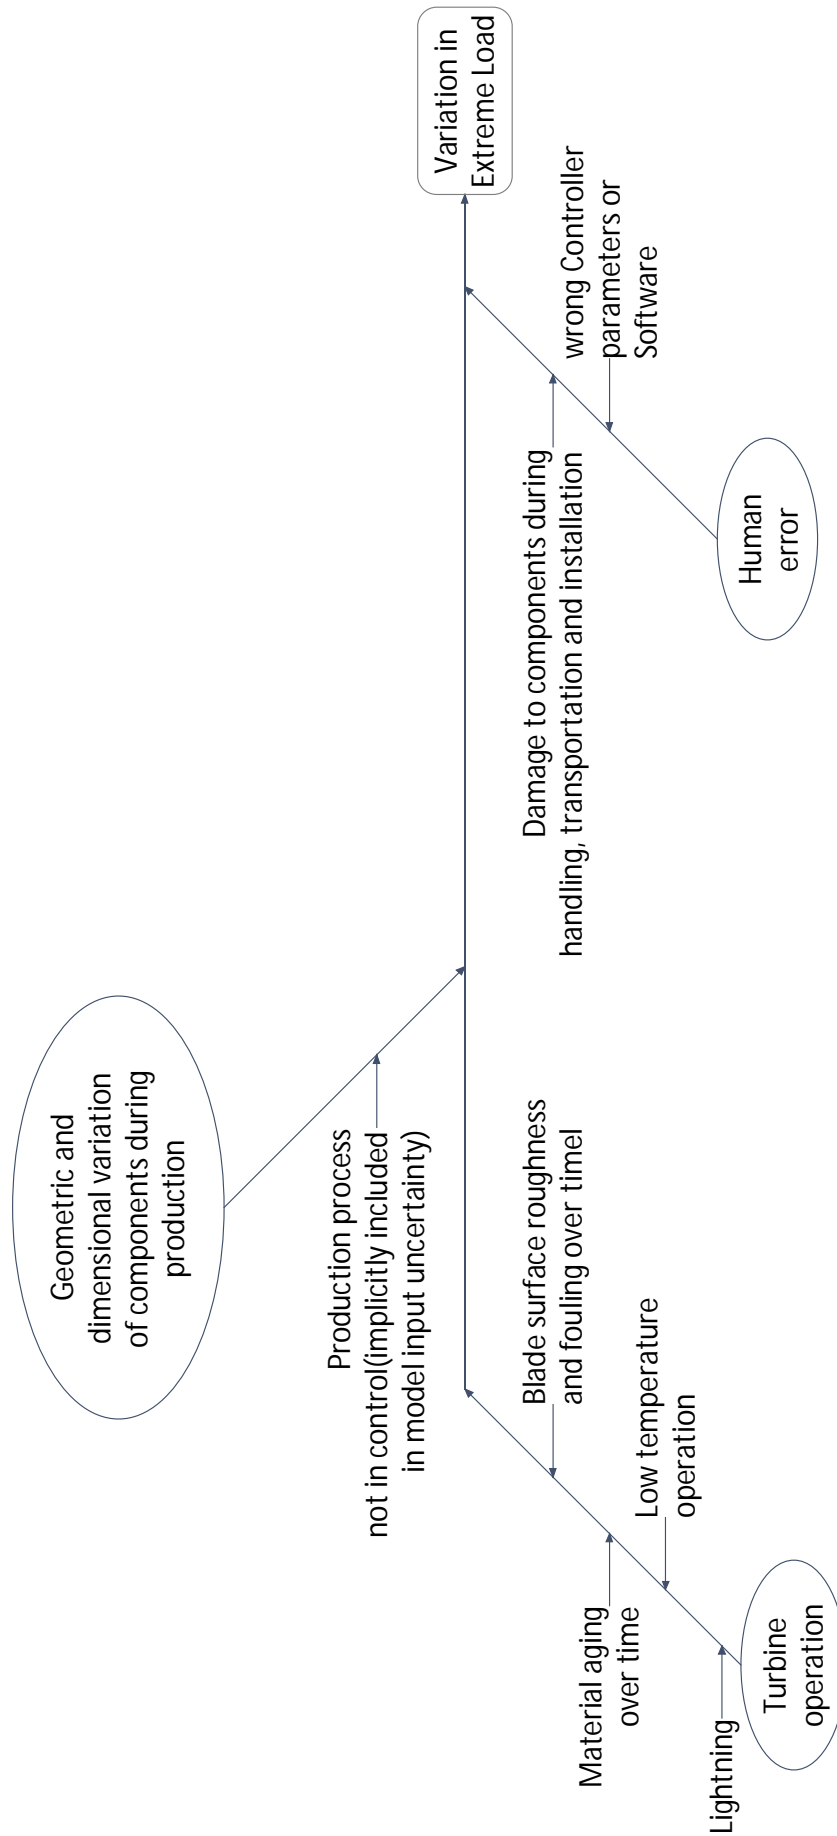 Geometric and
dimensional variation
of components during
production
Production process
not in control(implicitly included
in model input uncertainty)
Variation in
Extreme Load
Blade surface roughness
and fouling over timel
Material aging
over time
Low temperature
operation
Lightning
Turbine
operation
Damage to components during
handling, transportation and installation
wrong Controller
parameters or
Software
Human
error